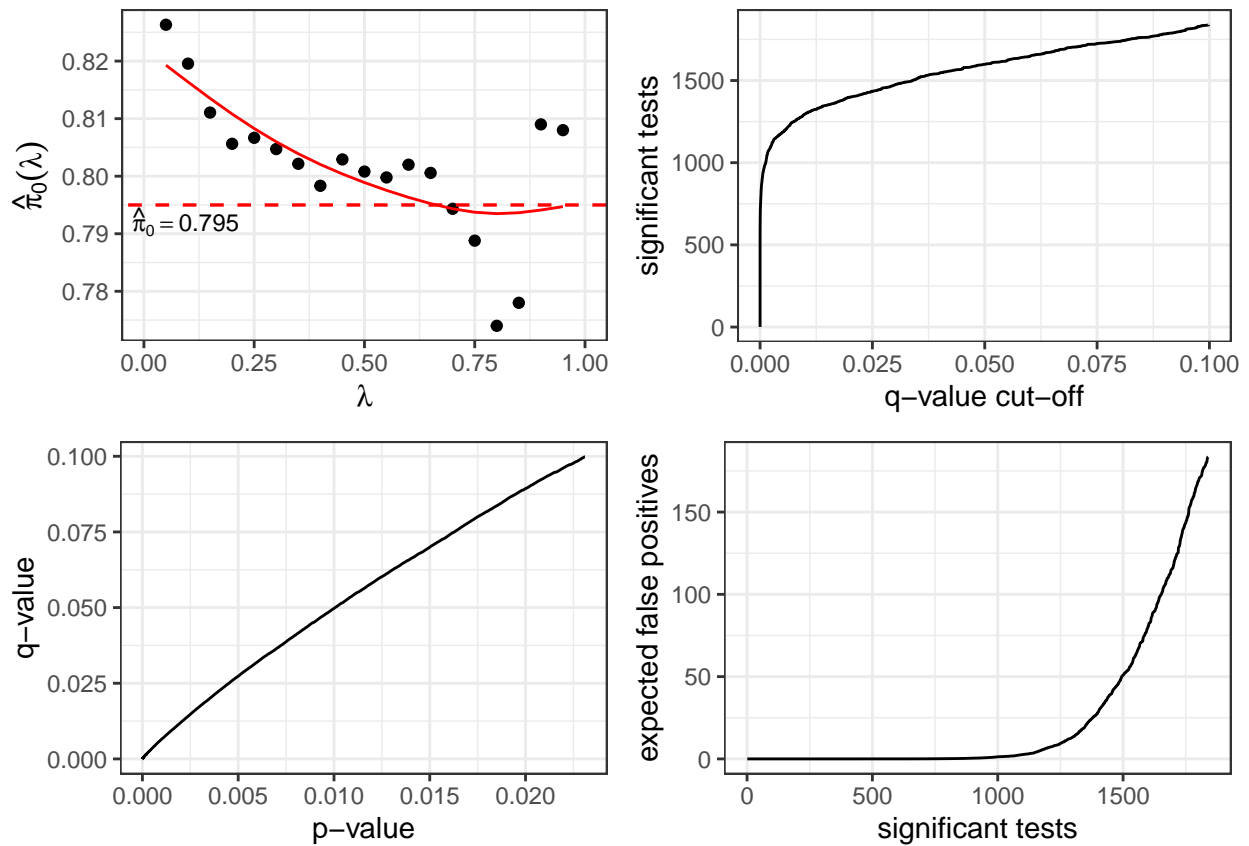 0.82
0.81
0.80
0.79
0.78
π̂₀(λ)
π̂₀ = 0.795
0.00 0.25 0.50 0.75 1.00
λ
1500
1000
500
0
significant tests
0.000 0.025 0.050 0.075 0.100
q−value cut−off
0.100
0.075
0.050
0.025
0.000
q−value
0.000 0.005 0.010 0.015 0.020
p−value
150
100
50
0
expected false positives
0 500 1000 1500
significant tests